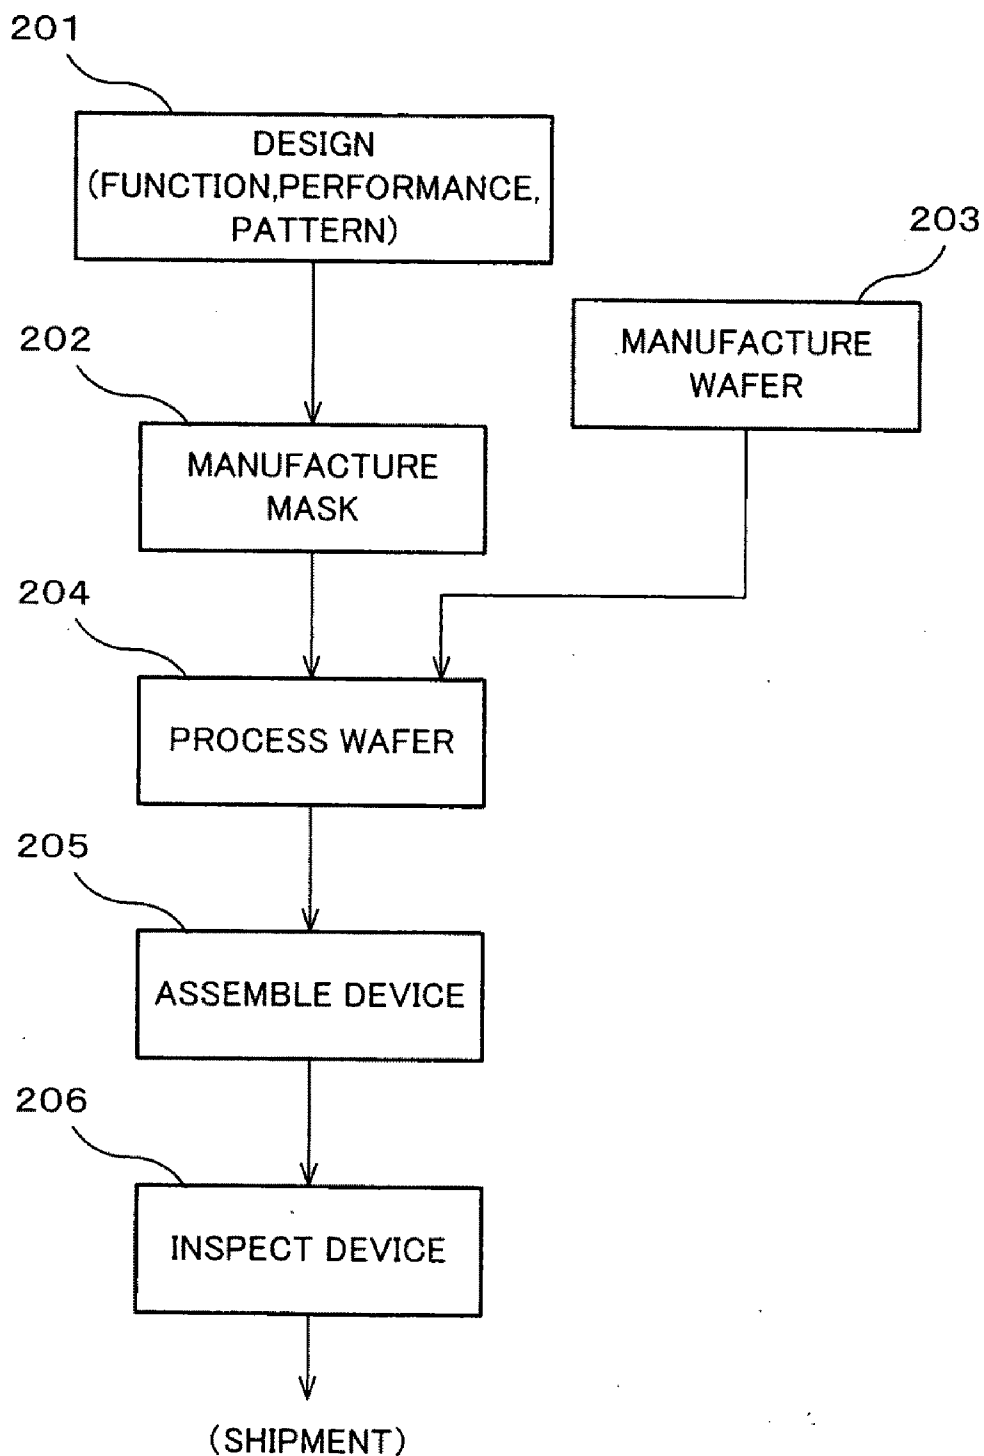 201
DESIGN
(FUNCTION,PERFORMANCE,
PATTERN)
203
MANUFACTURE
WAFER
202
MANUFACTURE
MASK
204
PROCESS WAFER
205
ASSEMBLE DEVICE
206
INSPECT DEVICE
(SHIPMENT)